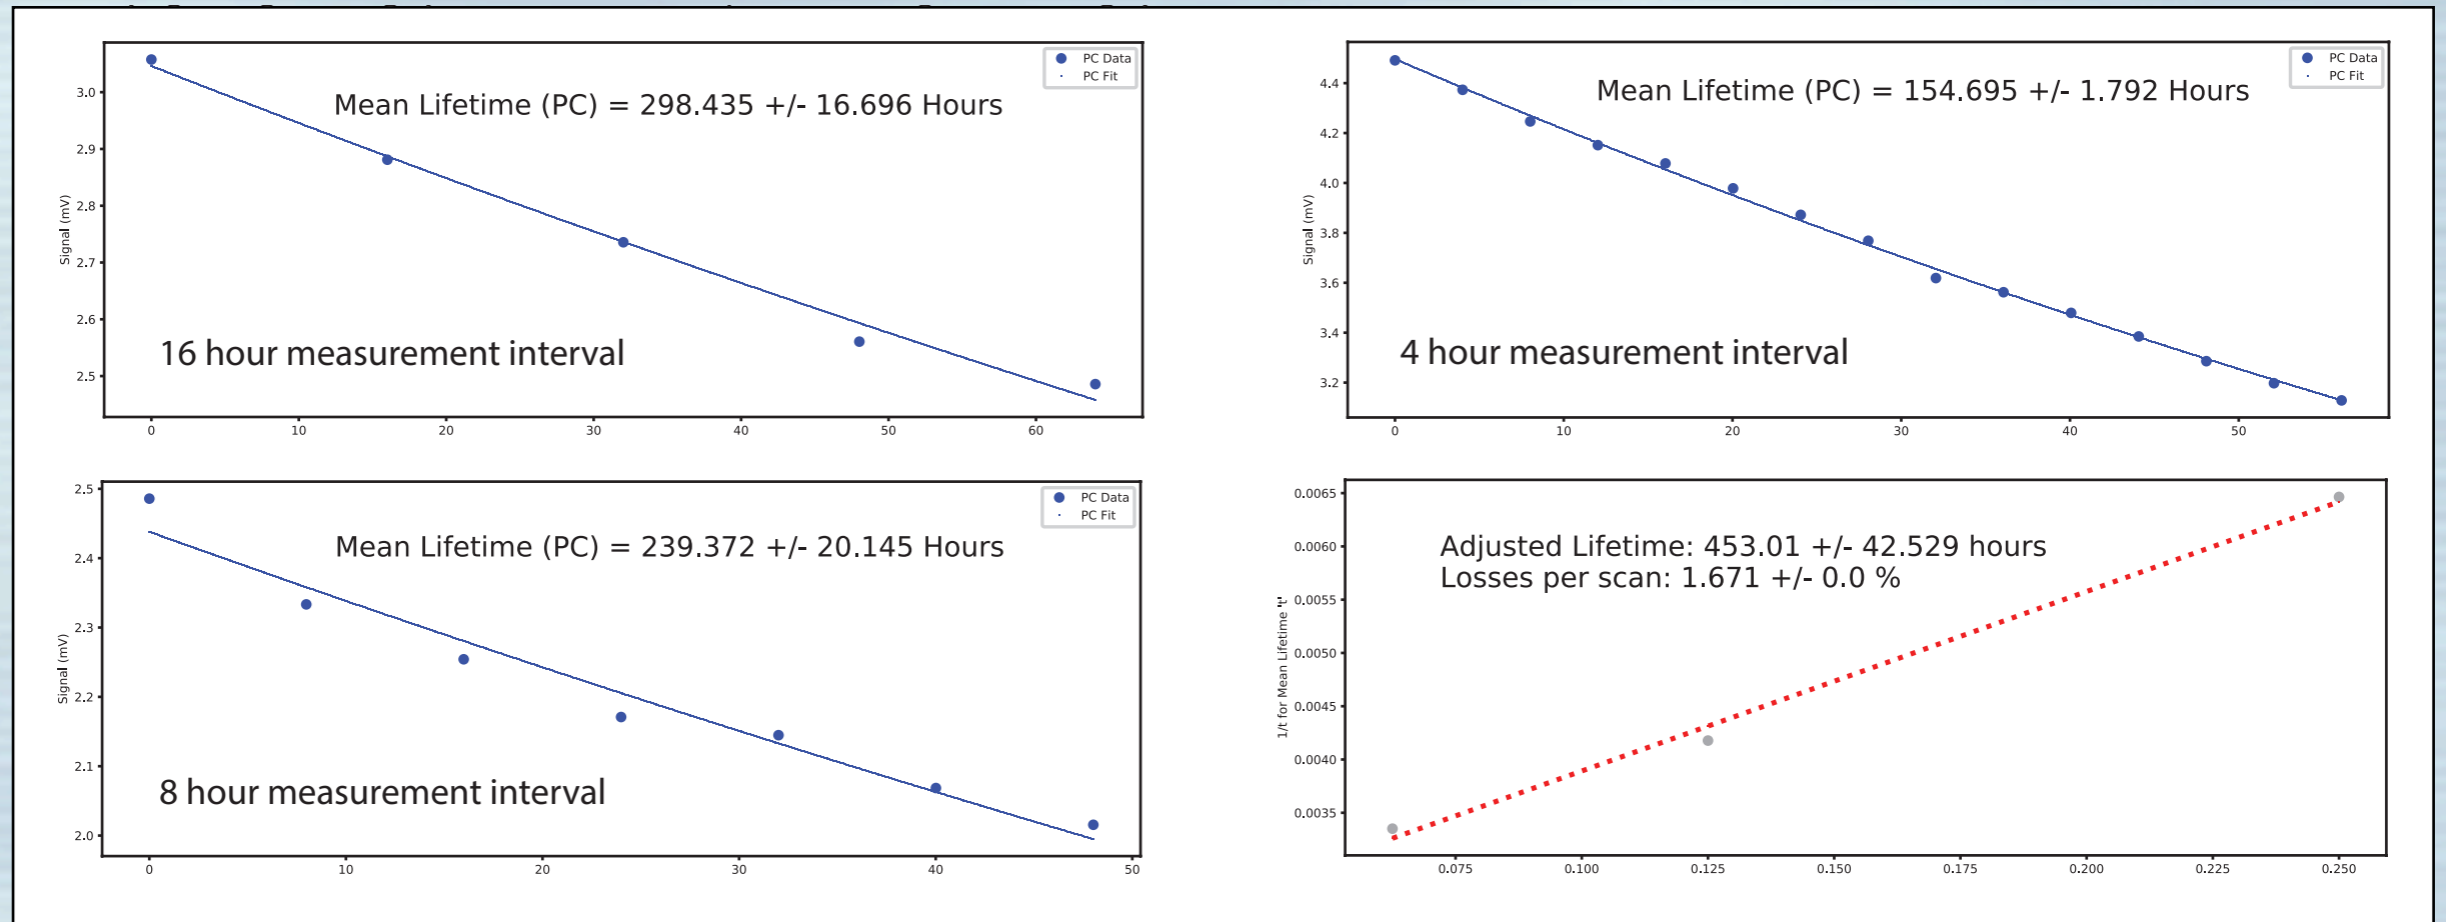 PC Data
PC Fit
Mean Lifetime (PC) = 298.435 +/- 16.696 Hours
3.0
2.9
2.8
2.7
2.6
2.5
Signal (mV)
16 hour measurement interval
0 10 20 30 40 50 60
PC Data
PC Fit
Mean Lifetime (PC) = 154.695 +/- 1.792 Hours
4.4
4.2
4.0
3.8
3.6
3.4
3.2
Signal (mV)
4 hour measurement interval
0 10 20 30 40 50
PC Data
PC Fit
Mean Lifetime (PC) = 239.372 +/- 20.145 Hours
2.5
2.4
2.3
2.2
2.1
2.0
Signal (mV)
8 hour measurement interval
0 10 20 30 40 50
Adjusted Lifetime: 453.01 +/- 42.529 hours
Losses per scan: 1.671 +/- 0.0 %
0.0065
0.0060
0.0055
0.0050
0.0045
0.0040
0.0035
1/t for Mean Lifetime 't'
0.075 0.100 0.125 0.150 0.175 0.200 0.225 0.250